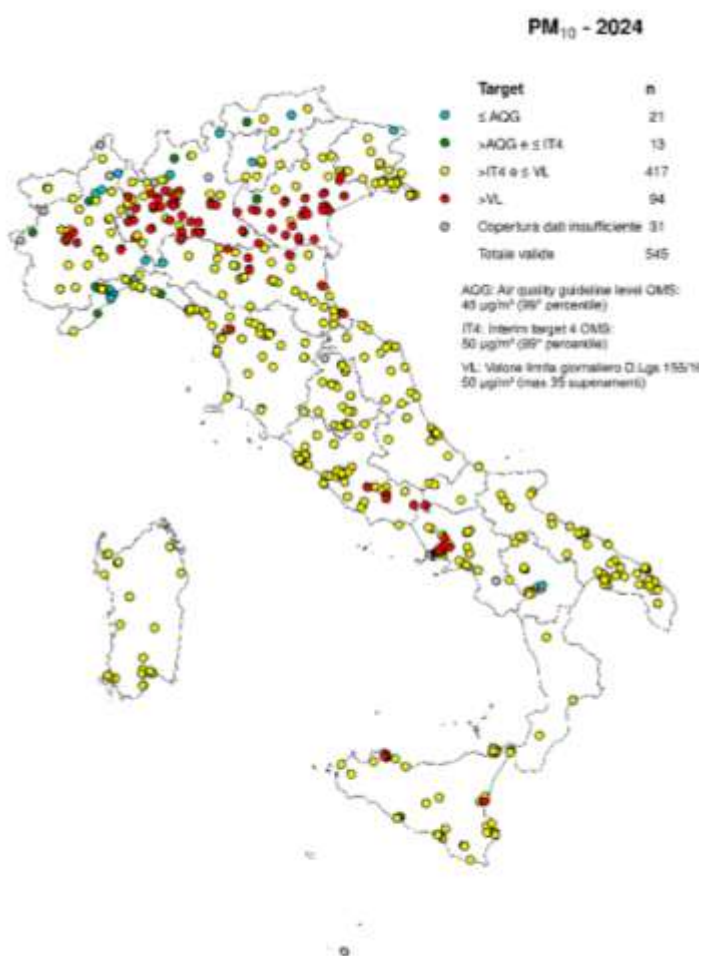 PM₁₀ - 2024
Target n
≤ AQG 21
>AQG e ≤ IT4 13
>IT4 e ≤ VL 417
>VL 94
Copertura dati insufficiente 31
Totale valide 545
AQG: Air quality guideline level OMS:
45 µg/m³ (99° percentile)
IT4: Interim target 4 OMS:
50 µg/m³ (99° percentile)
VL: Valore limite giornaliero D.Lgs 155/1
50 µg/m³ (max 35 superamenti)